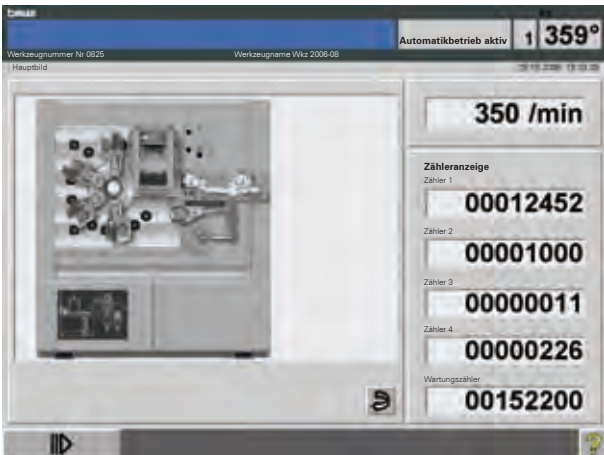 Automatikbetrieb aktiv
1
359°
Werkzeugnummer Nr 0825
Werkzeugname Wkz 2006-08
Hauptbild
350 /min
Zähleranzeige
Zähler 1
00012452
Zähler 2
00001000
Zähler 3
00000011
Zähler 4
00000226
Wartungszähler
00152200
?